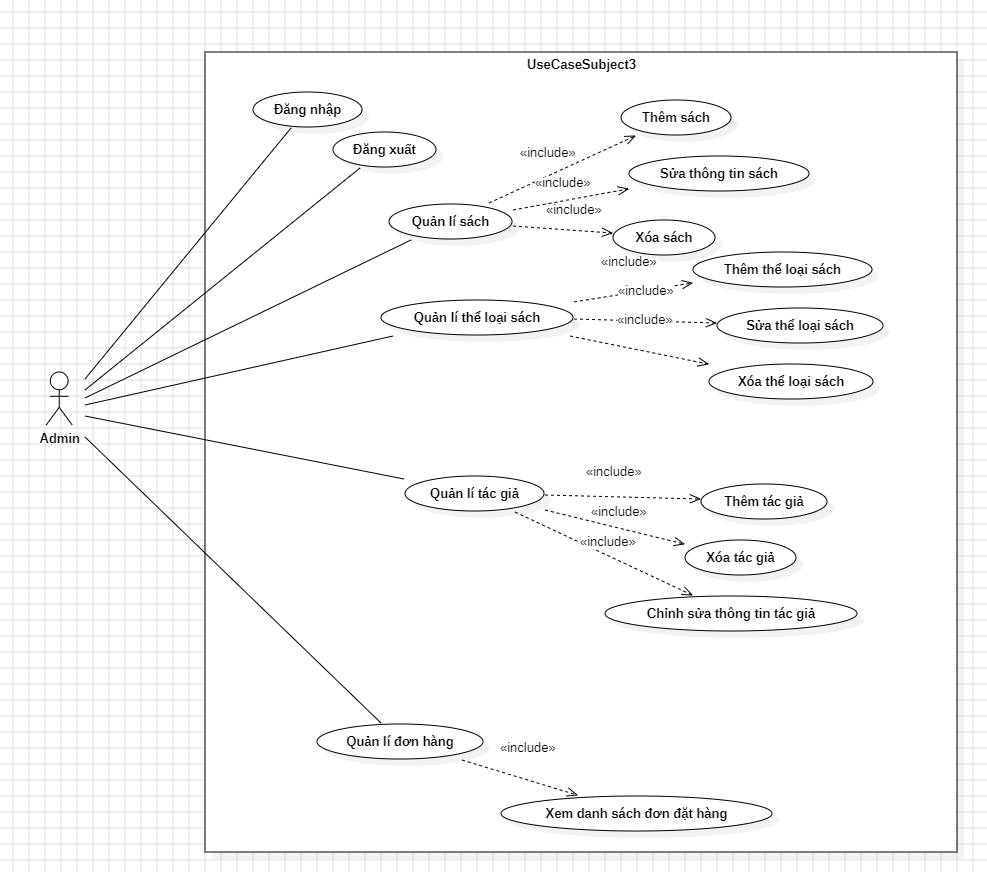 UseCaseSubject3
Đăng nhập
Thêm sách
Đăng xuất
«include»
Sửa thông tin sách
«include»
«include»
Quản lí sách
Xóa sách
«include»
Thêm thể loại sách
«include»
Quản lí thể loại sách
«include»
Sửa thể loại sách
Xóa thể loại sách
Admin
«include»
Quản lí tác giả
Thêm tác giả
«include»
«include»
Xóa tác giả
Chỉnh sửa thông tin tác giả
Quản lí đơn hàng
«include»
Xem danh sách đơn đặt hàng